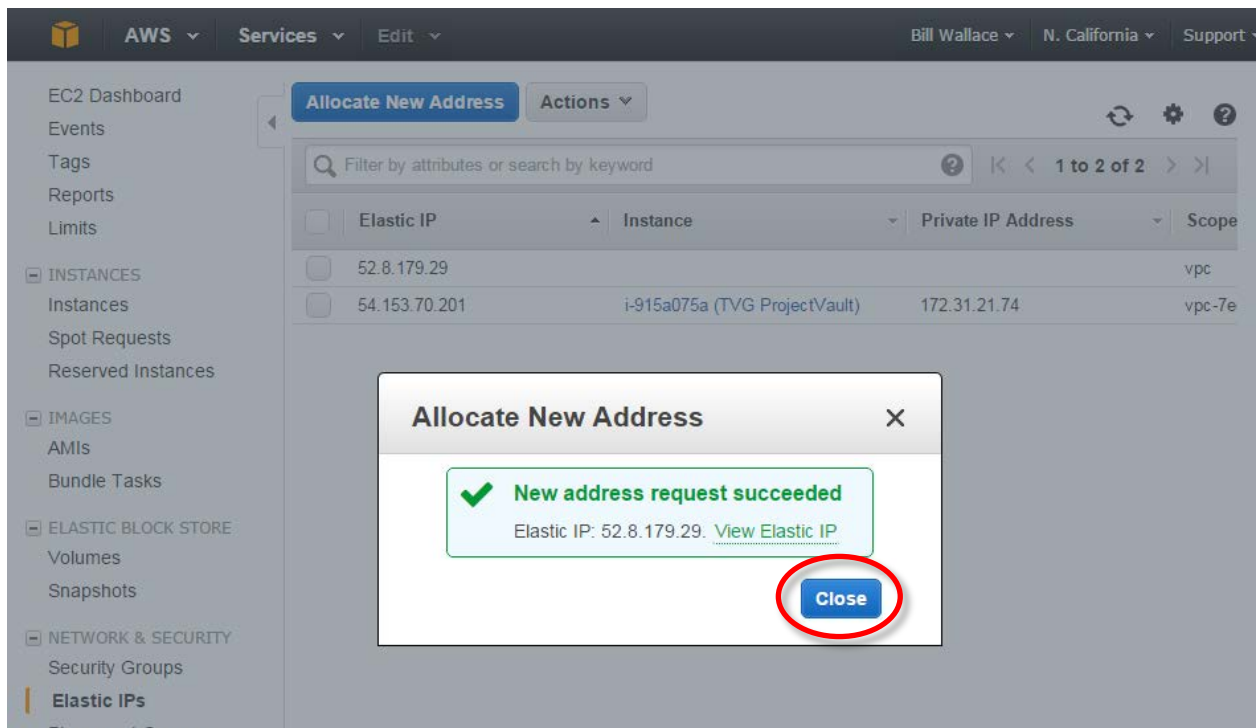 AWS Services Edit Bill Wallace N. California Support
EC2 Dashboard
Events
Tags
Reports
Limits
INSTANCES
Instances
Spot Requests
Reserved Instances
IMAGES
AMIs
Bundle Tasks
ELASTIC BLOCK STORE
Volumes
Snapshots
NETWORK & SECURITY
Security Groups
Elastic IPs
Allocate New Address Actions
Filter by attributes or search by keyword 1 to 2 of 2
Elastic IP Instance Private IP Address Scope
52.8.179.29 vpc
54.153.70.201 i-915a075a (TVG ProjectVault) 172.31.21.74 vpc-7e
Allocate New Address
New address request succeeded
Elastic IP: 52.8.179.29. View Elastic IP
Close